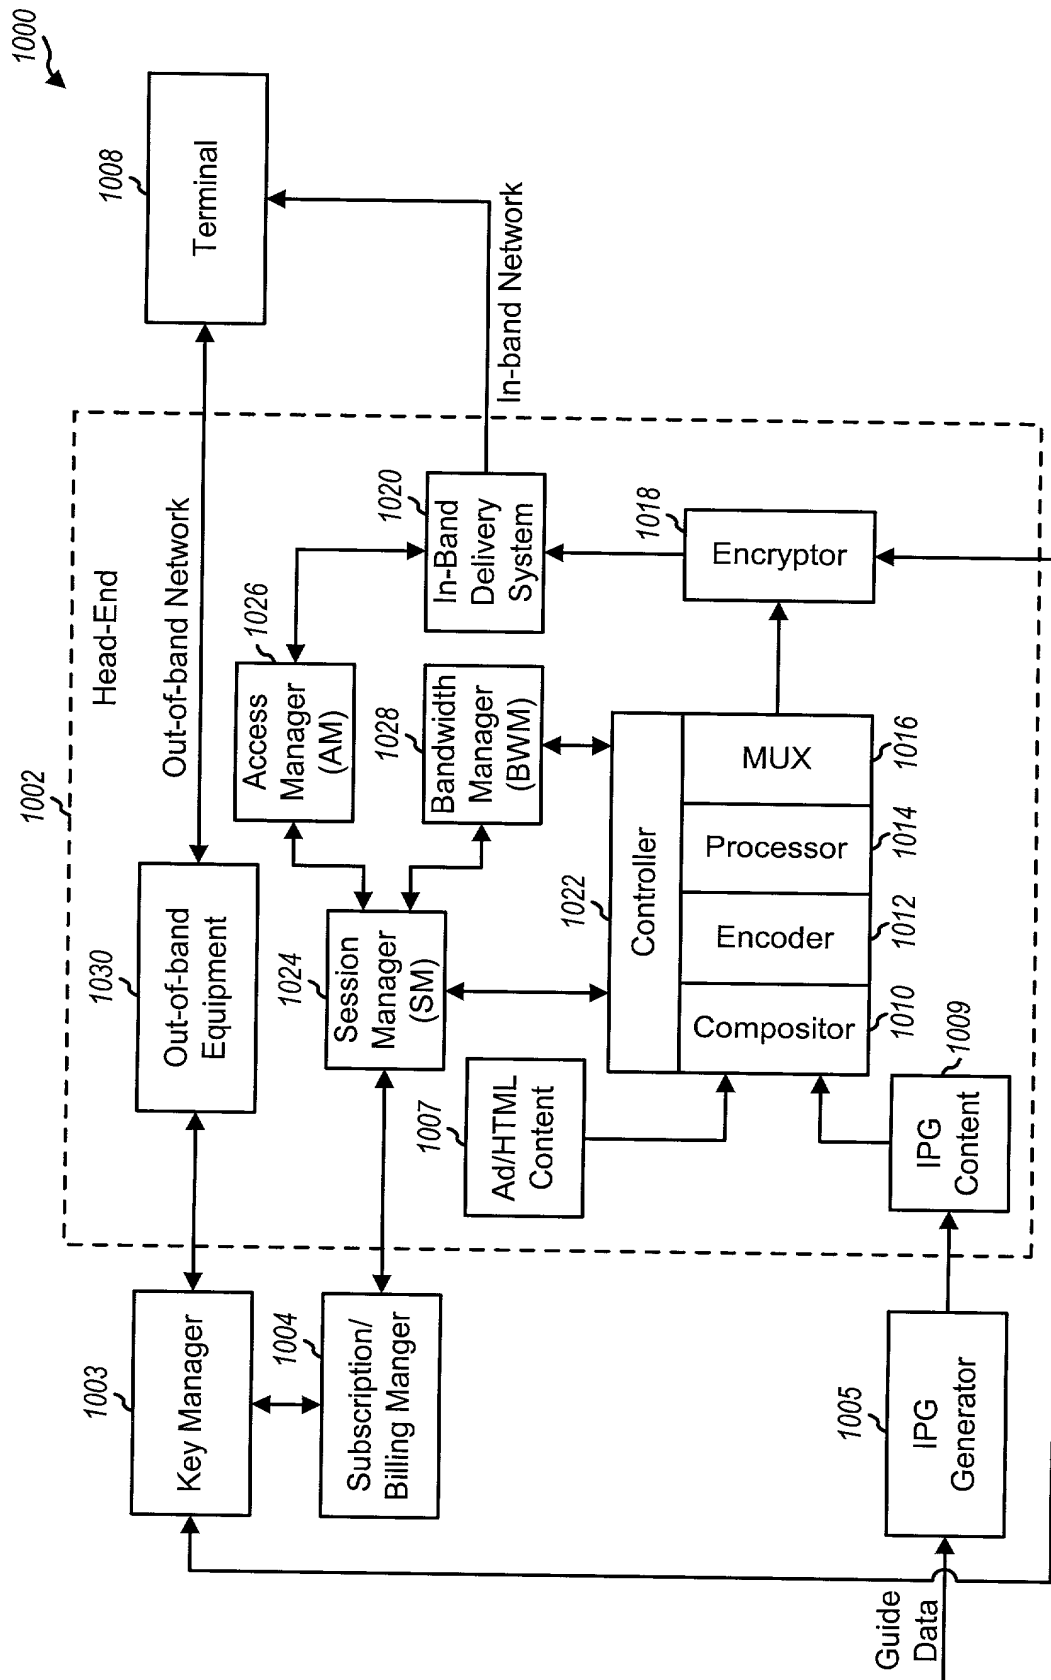 1000
1002
Head-End
1003
Key Manager
1030
Out-of-band
Equipment
Out-of-band Network
1008
Terminal
1004
Subscription/
Billing Manger
1024
Session
Manager
(SM)
1026
Access
Manager
(AM)
1028
Bandwidth
Manager
(BWM)
1020
In-Band
Delivery
System
In-band Network
1007
Ad/HTML
Content
1022
Controller
Compositor
1010
Encoder
1012
Processor
1014
MUX
1016
1018
Encryptor
1005
IPG
Generator
1009
IPG
Content
Guide
Data